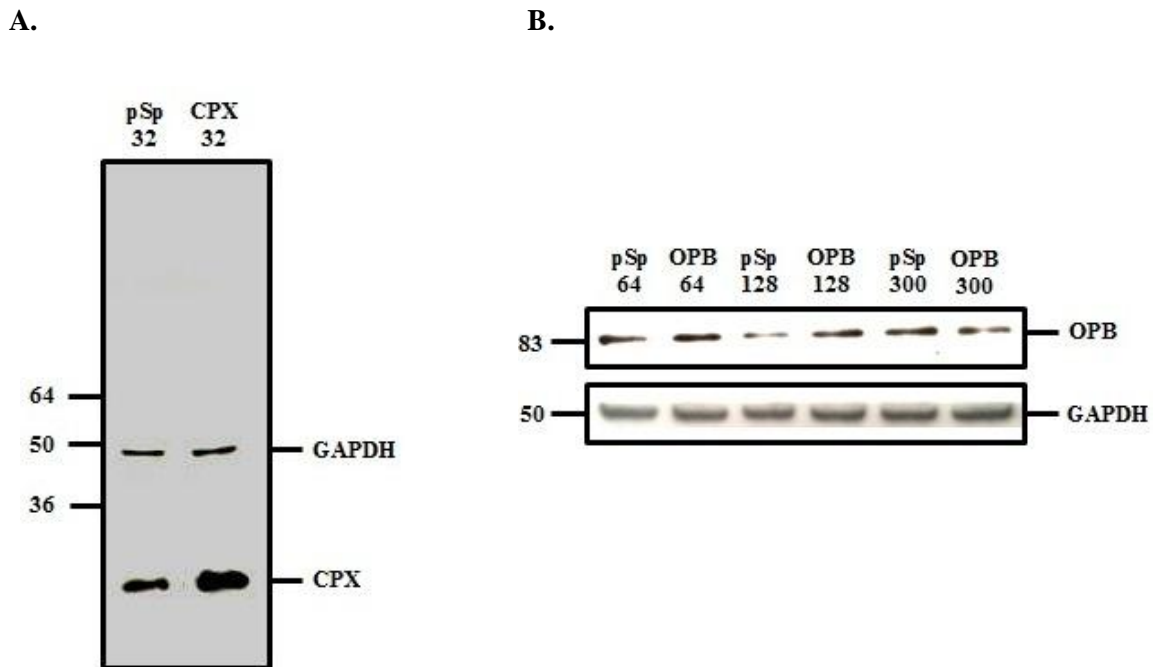 A.
B.
pSp CPX
32 32
64
50
GAPDH
36
CPX
pSp OPB pSp OPB pSp OPB
64 64 128 128 300 300
83
OPB
50
GAPDH